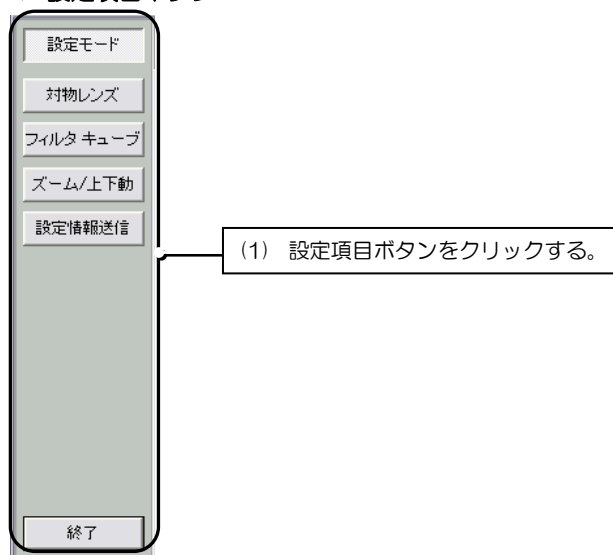 設定モード
対物レンズ
フィルタ キューブ
ズーム/上下動
設定情報送信
(1) 設定項目ボタンをクリックする。
終了